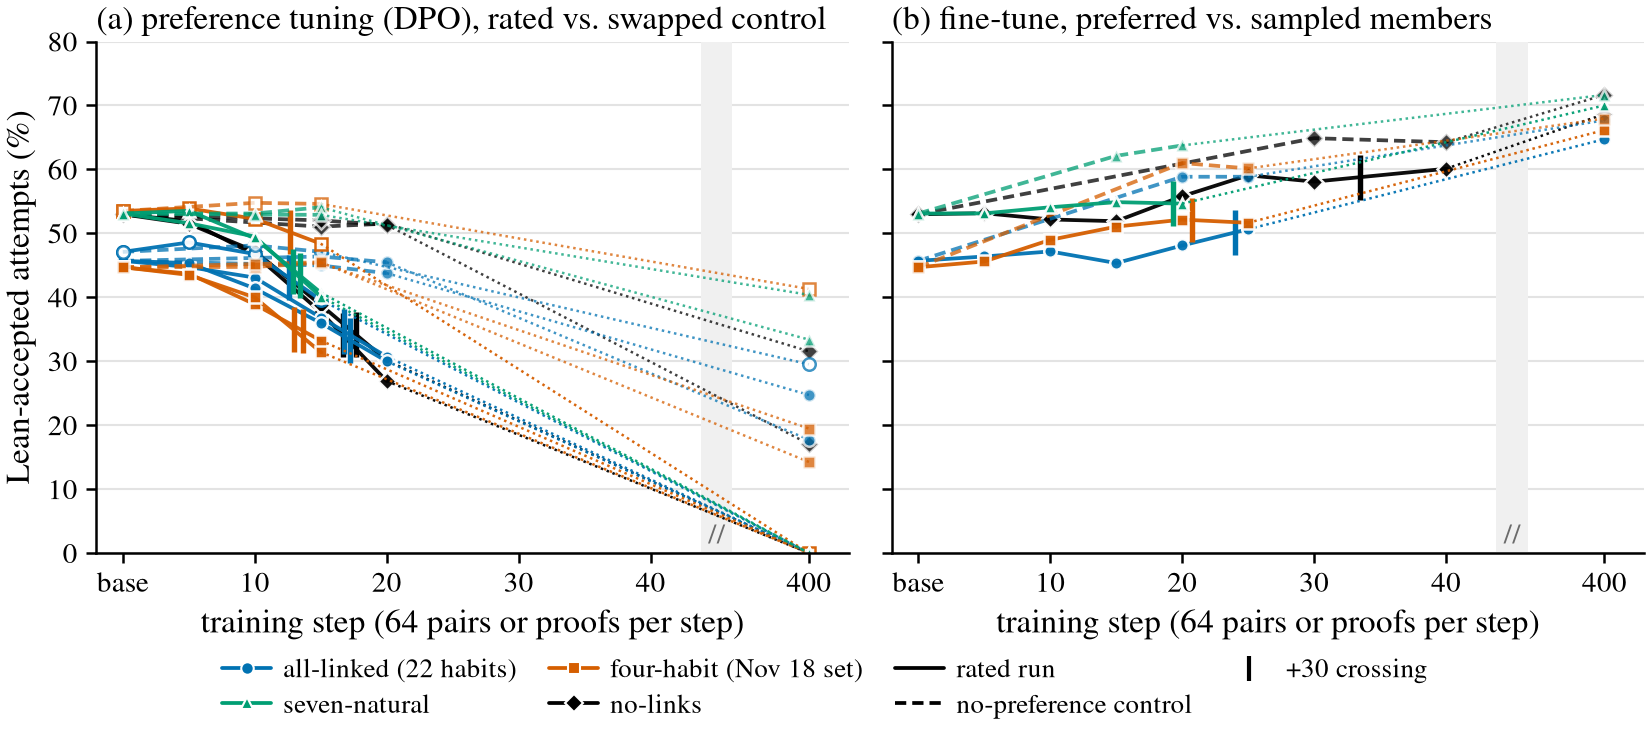 (a) preference tuning (DPO), rated vs. swapped control
(b) fine-tune, preferred vs. sampled members
Lean-accepted attempts (%)
80
70
60
50
40
30
20
10
0
//
//
base 10 20 30 40 400
base 10 20 30 40 400
training step (64 pairs or proofs per step)
training step (64 pairs or proofs per step)
all-linked (22 habits) four-habit (Nov 18 set) rated run +30 crossing
seven-natural no-links no-preference control